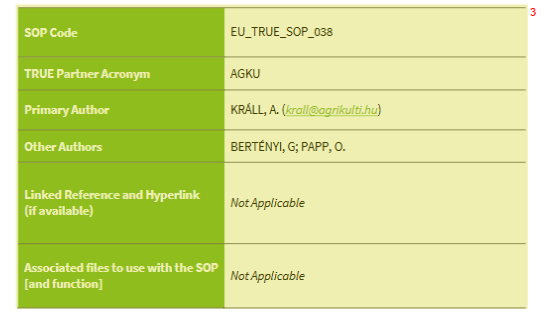 3
SOP Code
EU_TRUE_SOP_038
TRUE Partner Acronym
AGKU
Primary Author
KRÁLL, A. (krall@agrikulti.hu)
Other Authors
BERTÉNYI, G; PAPP, O.
Linked Reference and Hyperlink
(if available)
Not Applicable
Associated files to use with the SOP
[and function]
Not Applicable